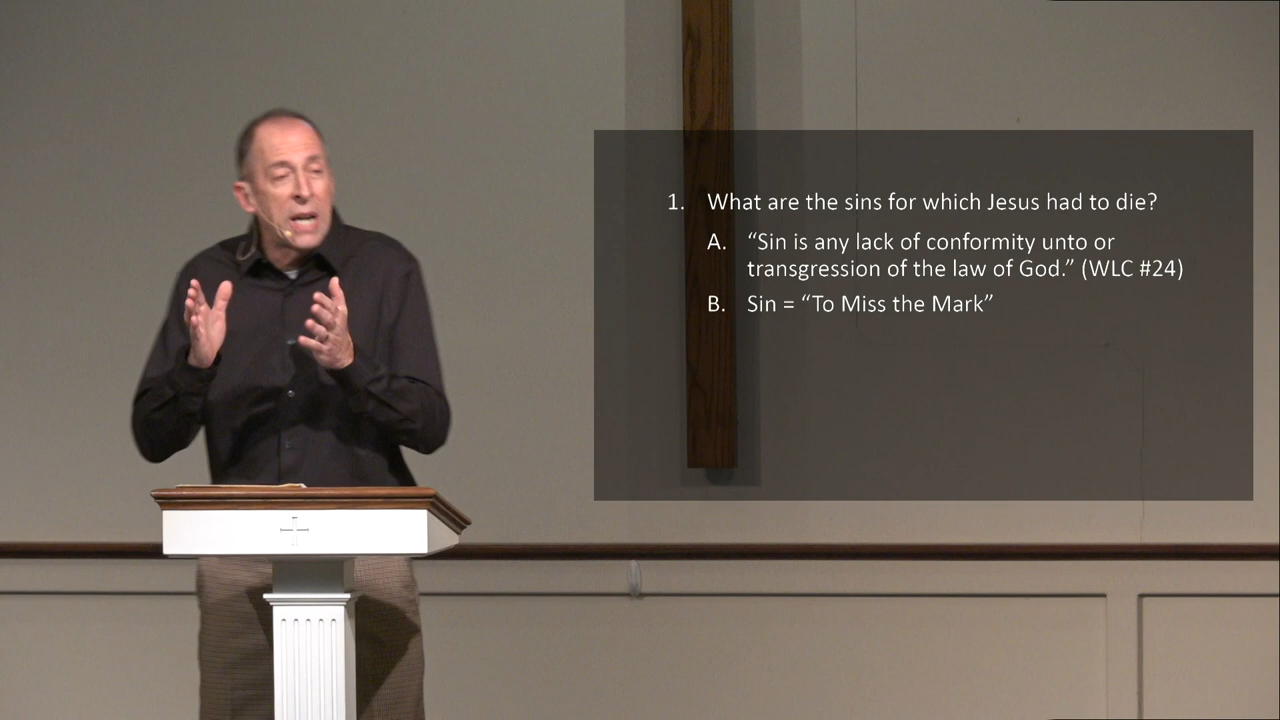 1. What are the sins for which Jesus had to die?
A. “Sin is any lack of conformity unto or
transgression of the law of God.” (WLC #24)
B. Sin = “To Miss the Mark”